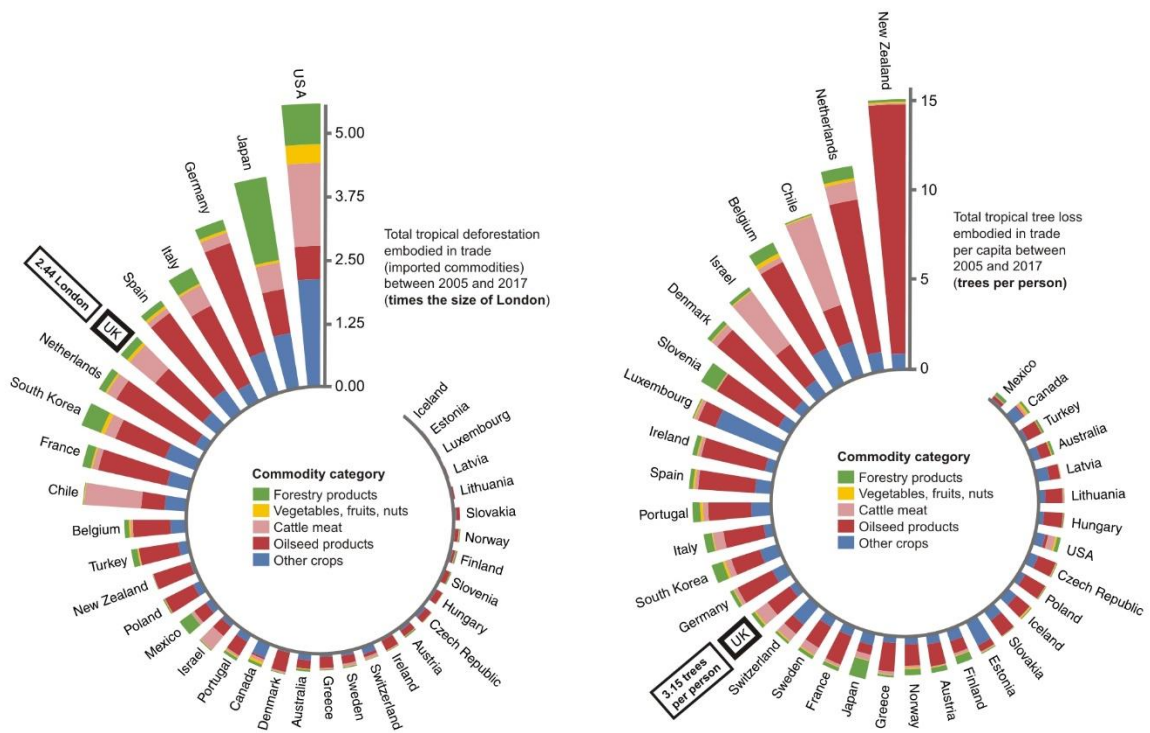 USA
Japan
Germany
Italy
Spain
2.44 London
UK
Netherlands
South Korea
France
Chile
Belgium
Turkey
New Zealand
Poland
Mexico
Israel
Portugal
Canada
Denmark
Australia
Greece
Sweden
Switzerland
Ireland
Austria
Czech Republic
Hungary
Slovenia
Finland
Norway
Slovakia
Lithuania
Latvia
Luxembourg
Estonia
Iceland
5.00
3.75
2.50
1.25
0.00
Total tropical deforestation
embodied in trade
(imported commodities)
between 2005 and 2017
(times the size of London)
Commodity category
Forestry products
Vegetables, fruits, nuts
Cattle meat
Oilseed products
Other crops
New Zealand
Netherlands
Chile
Belgium
Israel
Denmark
Slovenia
Luxembourg
Ireland
Spain
Portugal
Italy
South Korea
Germany
UK
3.15 trees
per person
Switzerland
Sweden
France
Japan
Greece
Norway
Austria
Finland
Estonia
Slovakia
Iceland
Poland
Czech Republic
USA
Hungary
Lithuania
Latvia
Australia
Turkey
Canada
Mexico
15
10
5
0
Total tropical tree loss
embodied in trade
per capita between
2005 and 2017
(trees per person)
Commodity category
Forestry products
Vegetables, fruits, nuts
Cattle meat
Oilseed products
Other crops